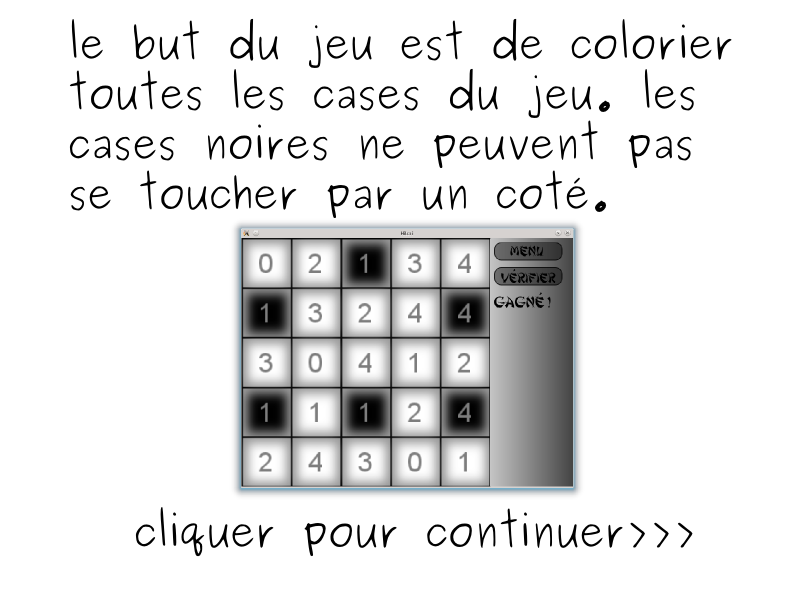 le but du jeu est de colorier
toutes les cases du jeu. les
cases noires ne peuvent pas
se toucher par un coté.
0 2 1 3 4
MENU
VÉRIFIER
1 3 2 4 4
GAGNÉ!
3 0 4 1 2
1 1 1 2 4
2 4 3 0 1
cliquer pour continuer>>>